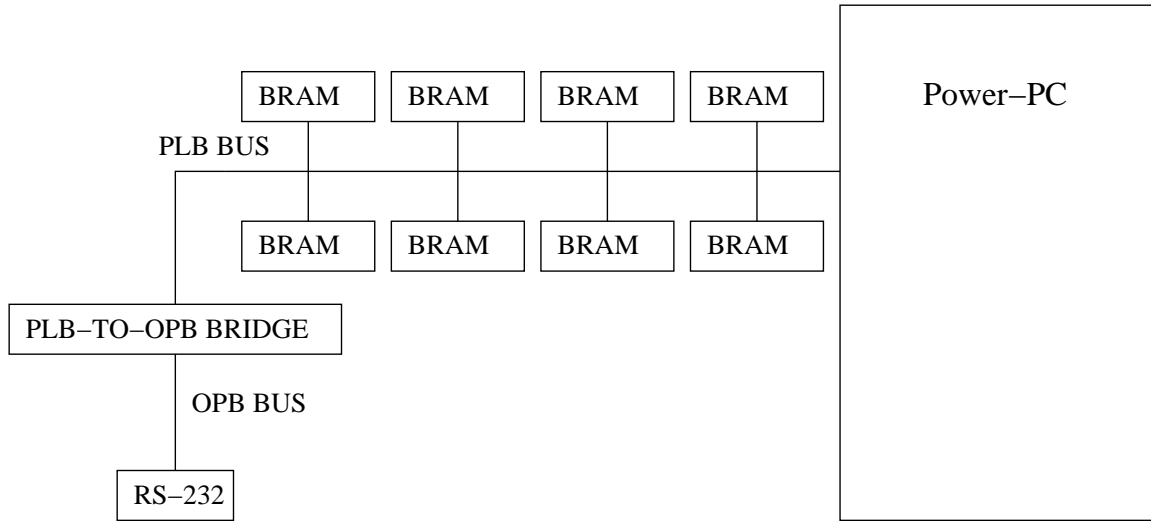 BRAM BRAM BRAM BRAM
Power–PC
PLB BUS
BRAM BRAM BRAM BRAM
PLB–TO–OPB BRIDGE
OPB BUS
RS–232